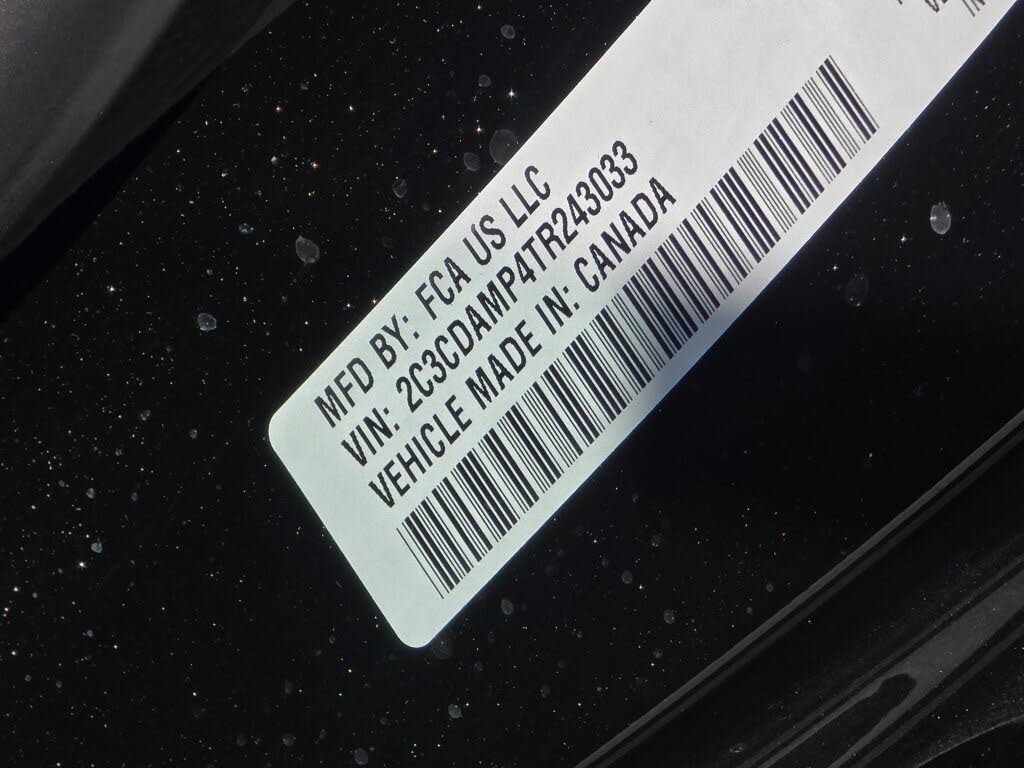 MFD BY: FCA US LLC
VIN: 2C3CDAMP4TR243033
VEHICLE MADE IN: CANADA